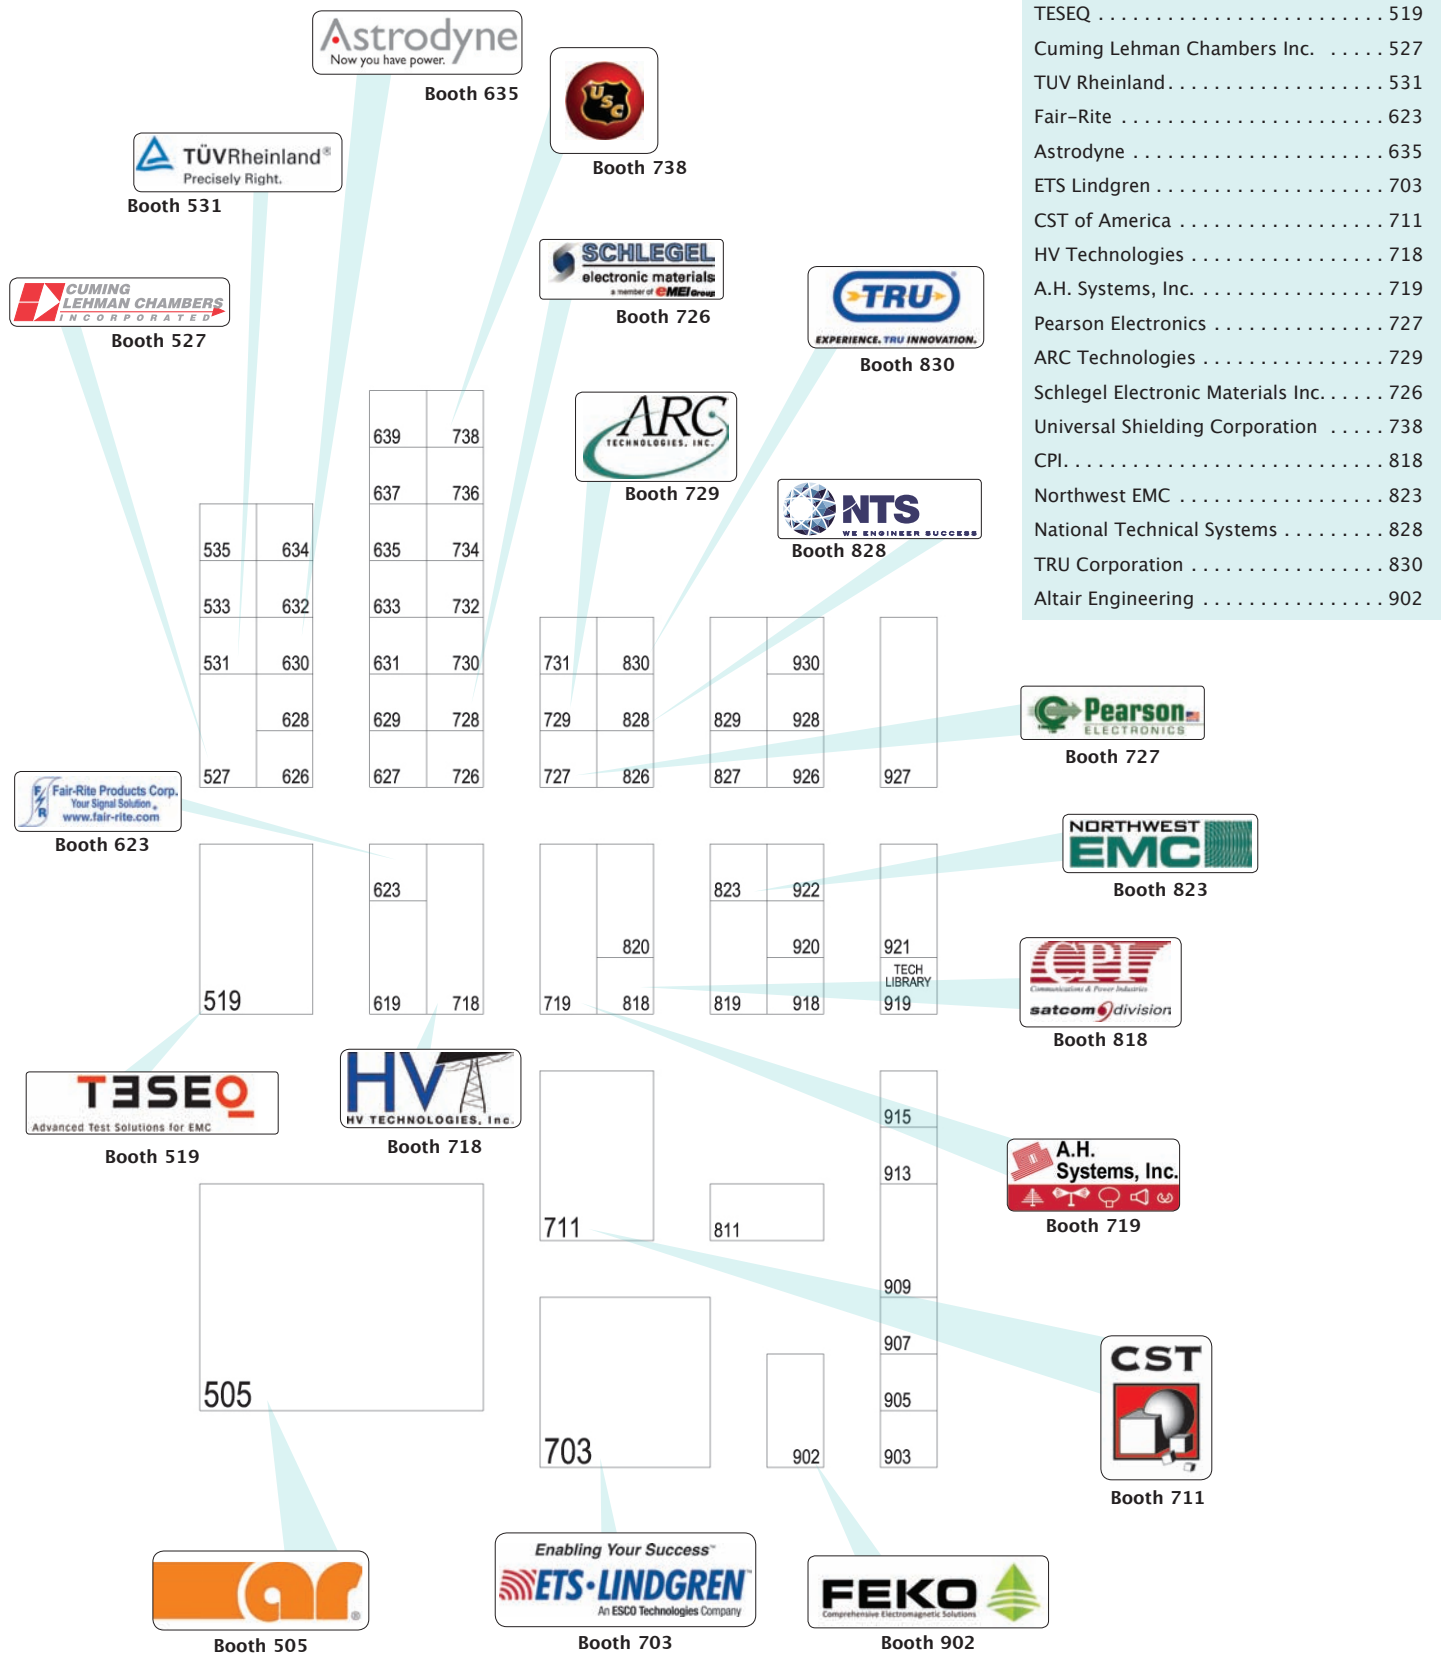 TESEQ . . . . . . . . . . . . . . . . . . . . . . . . . 519
Cuming Lehman Chambers Inc. . . . . . 527
TUV Rheinland. . . . . . . . . . . . . . . . . . . 531
Fair-Rite . . . . . . . . . . . . . . . . . . . . . . . 623
Astrodyne . . . . . . . . . . . . . . . . . . . . . . 635
ETS Lindgren . . . . . . . . . . . . . . . . . . . . 703
CST of America . . . . . . . . . . . . . . . . . . 711
HV Technologies . . . . . . . . . . . . . . . . . 718
A.H. Systems, Inc. . . . . . . . . . . . . . . . . 719
Pearson Electronics . . . . . . . . . . . . . . . 727
ARC Technologies . . . . . . . . . . . . . . . . 729
Schlegel Electronic Materials Inc. . . . . . 726
Universal Shielding Corporation . . . . . 738
CPI. . . . . . . . . . . . . . . . . . . . . . . . . . . . 818
Northwest EMC . . . . . . . . . . . . . . . . . . 823
National Technical Systems . . . . . . . . . 828
TRU Corporation . . . . . . . . . . . . . . . . . 830
Altair Engineering . . . . . . . . . . . . . . . . 902
Astrodyne
Now you have power.
Booth 635
USC
Booth 738
TÜVRheinland®
Precisely Right.
Booth 531
SCHLEGEL
electronic materials
a member of eMEI Group
Booth 726
TRU
EXPERIENCE. TRU INNOVATION.
Booth 830
CUMING
LEHMAN CHAMBERS
INCORPORATED
Booth 527
ARC
TECHNOLOGIES, INC.
Booth 729
NTS
WE ENGINEER SUCCESS
Booth 828
639 738
637 736
535 634 635 734
533 632 633 732
531 630 631 730 731 830 930
628 629 728 729 828 829 928
527 626 627 726 727 826 827 926 927
Pearson
ELECTRONICS
Booth 727
Fair-Rite Products Corp.
Your Signal Solution ®
www.fair-rite.com
Booth 623
NORTHWEST
EMC
Booth 823
623 823 922
820 920 921
TECH
LIBRARY
519 619 718 719 818 819 918 919
CPI
Communications & Power Industries
satcom division
Booth 818
TESEQ
Advanced Test Solutions for EMC
Booth 519
HV
HV TECHNOLOGIES, Inc.
Booth 718
915
913
A.H.
Systems, Inc.
Booth 719
711 811
909
907
505
905
703 902 903
CST
Booth 711
ar®
Booth 505
Enabling Your Success™
ETS·LINDGREN™
An ESCO Technologies Company
Booth 703
FEKO
Comprehensive Electromagnetic Solutions
Booth 902